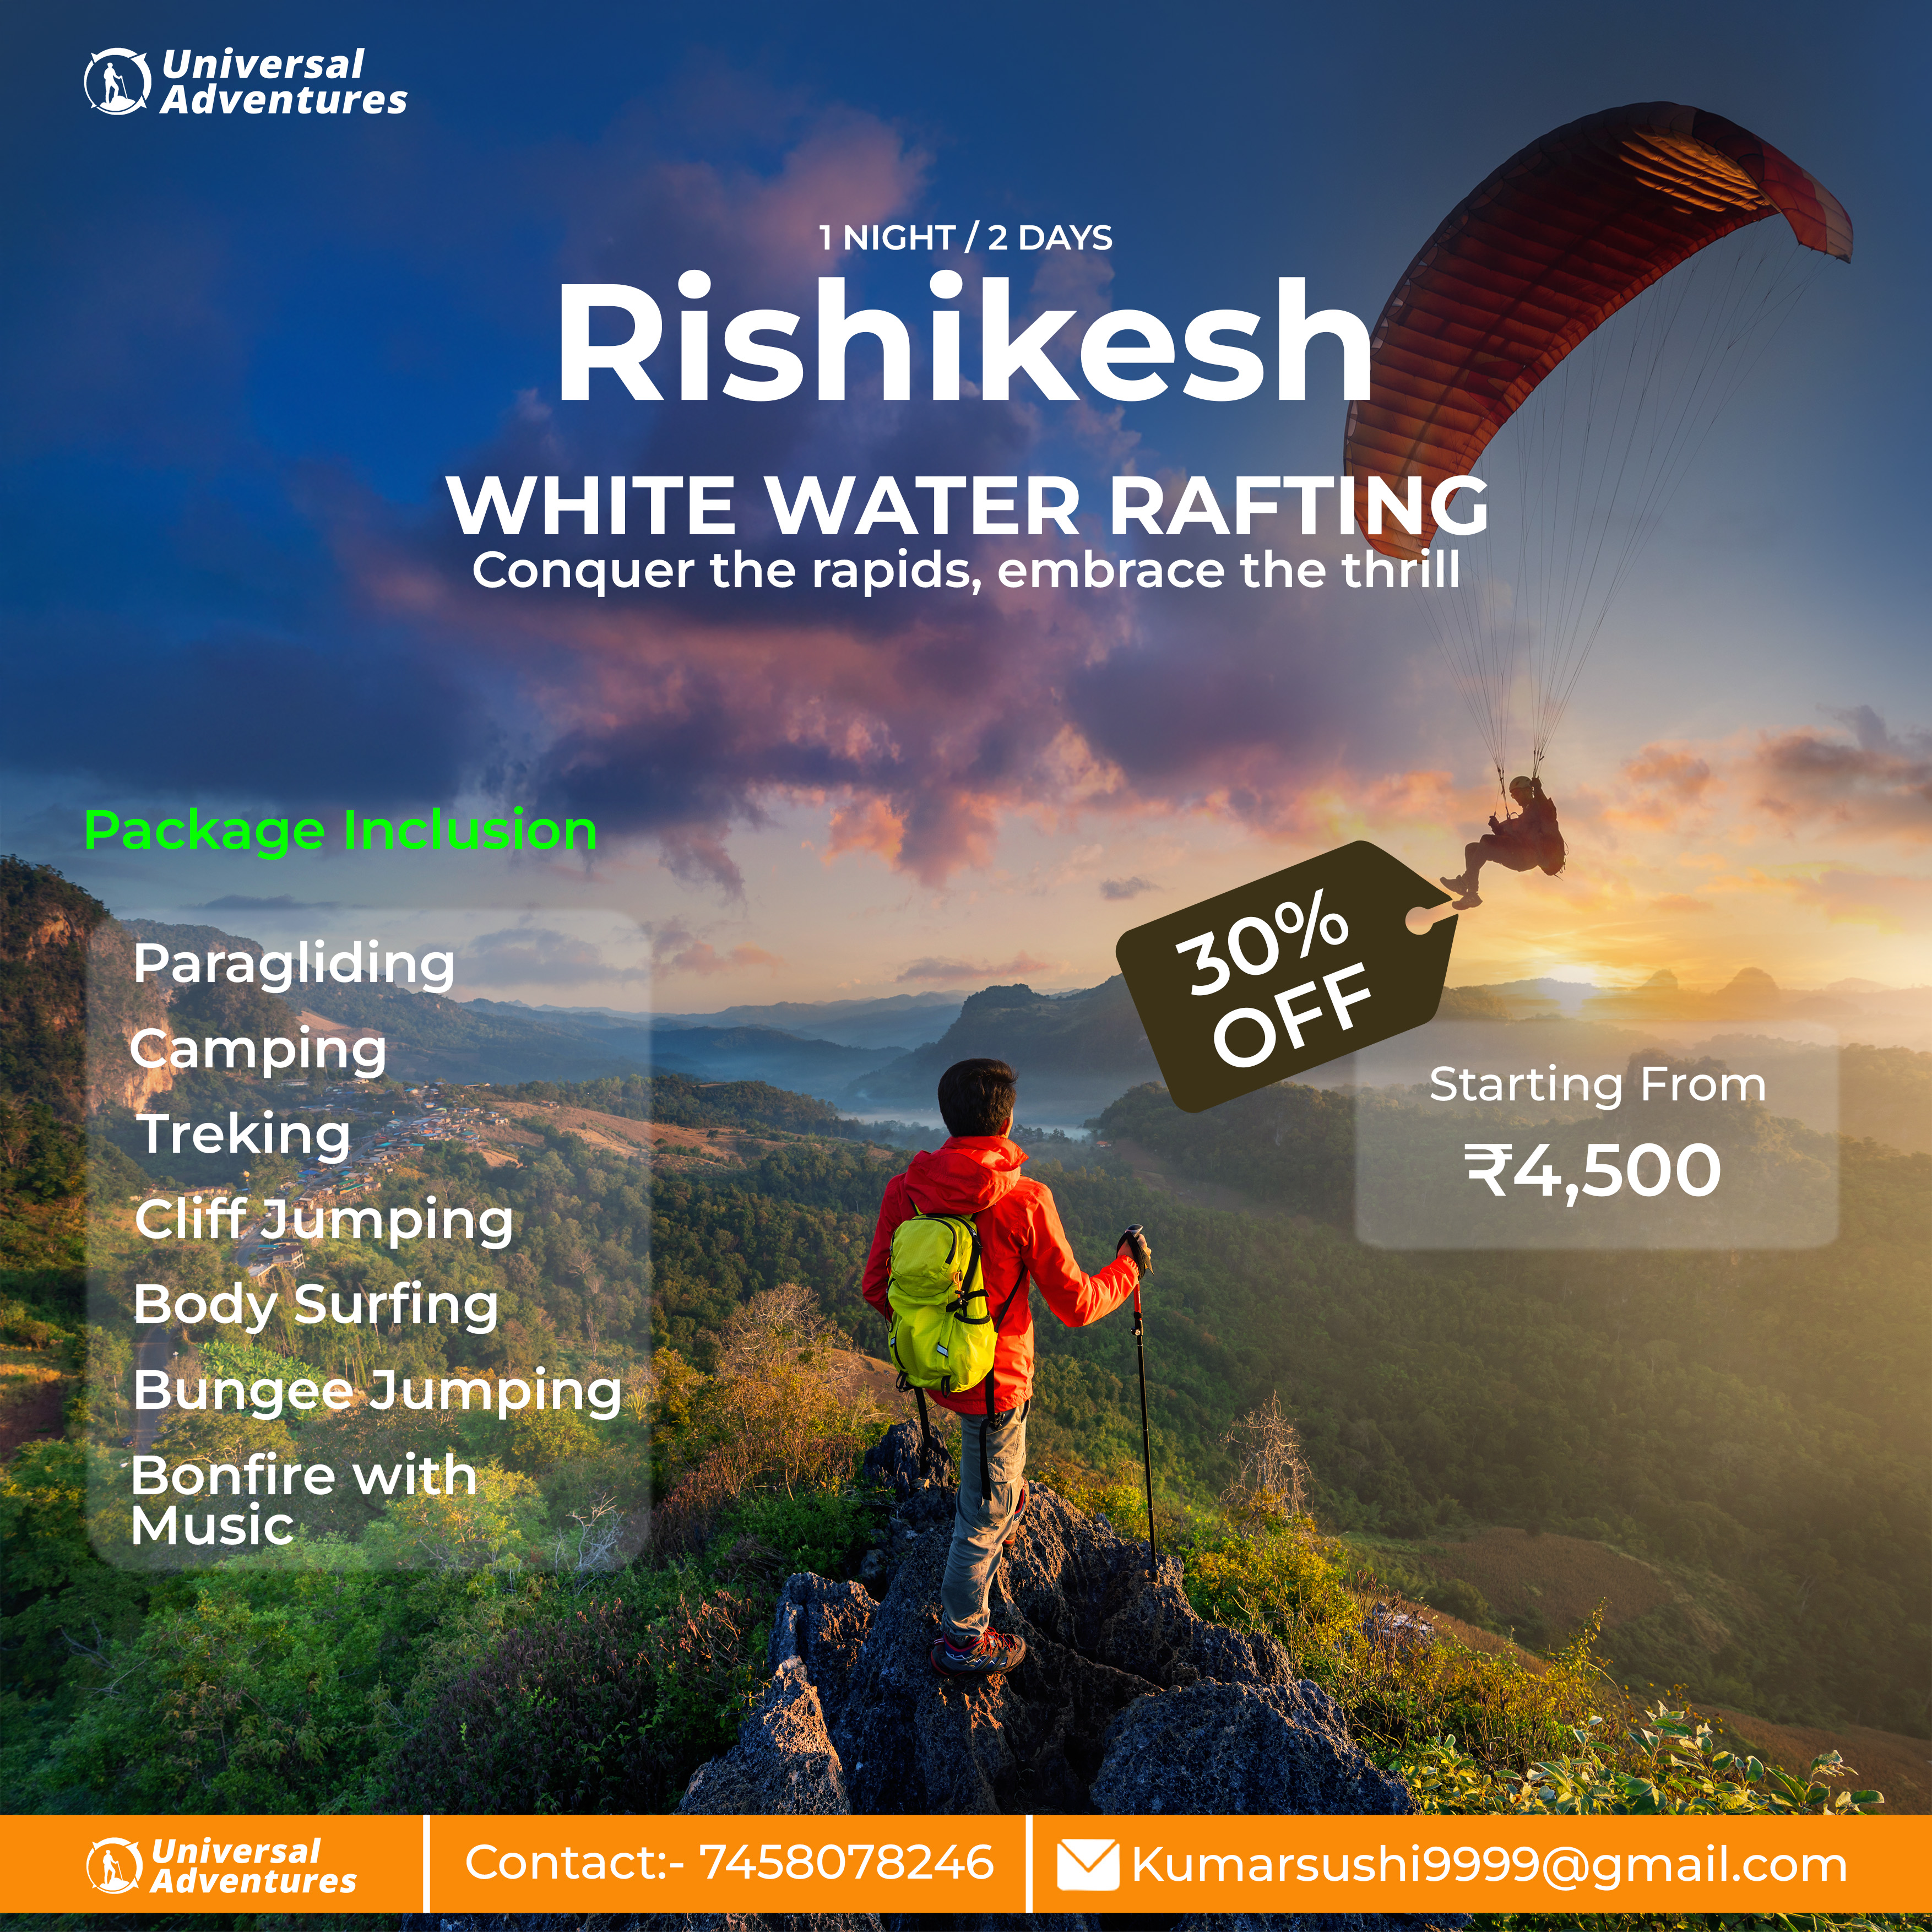 Universal
Adventures
1 NIGHT / 2 DAYS
Rishikesh
WHITE WATER RAFTING
Conquer the rapids, embrace the thrill
Package Inclusion
Paragliding
Camping
Treking
Cliff Jumping
Body Surfing
Bungee Jumping
Bonfire with
Music
30%
OFF
Starting From
₹4,500
Universal
Adventures
Contact:- 7458078246
Kumarsushi9999@gmail.com